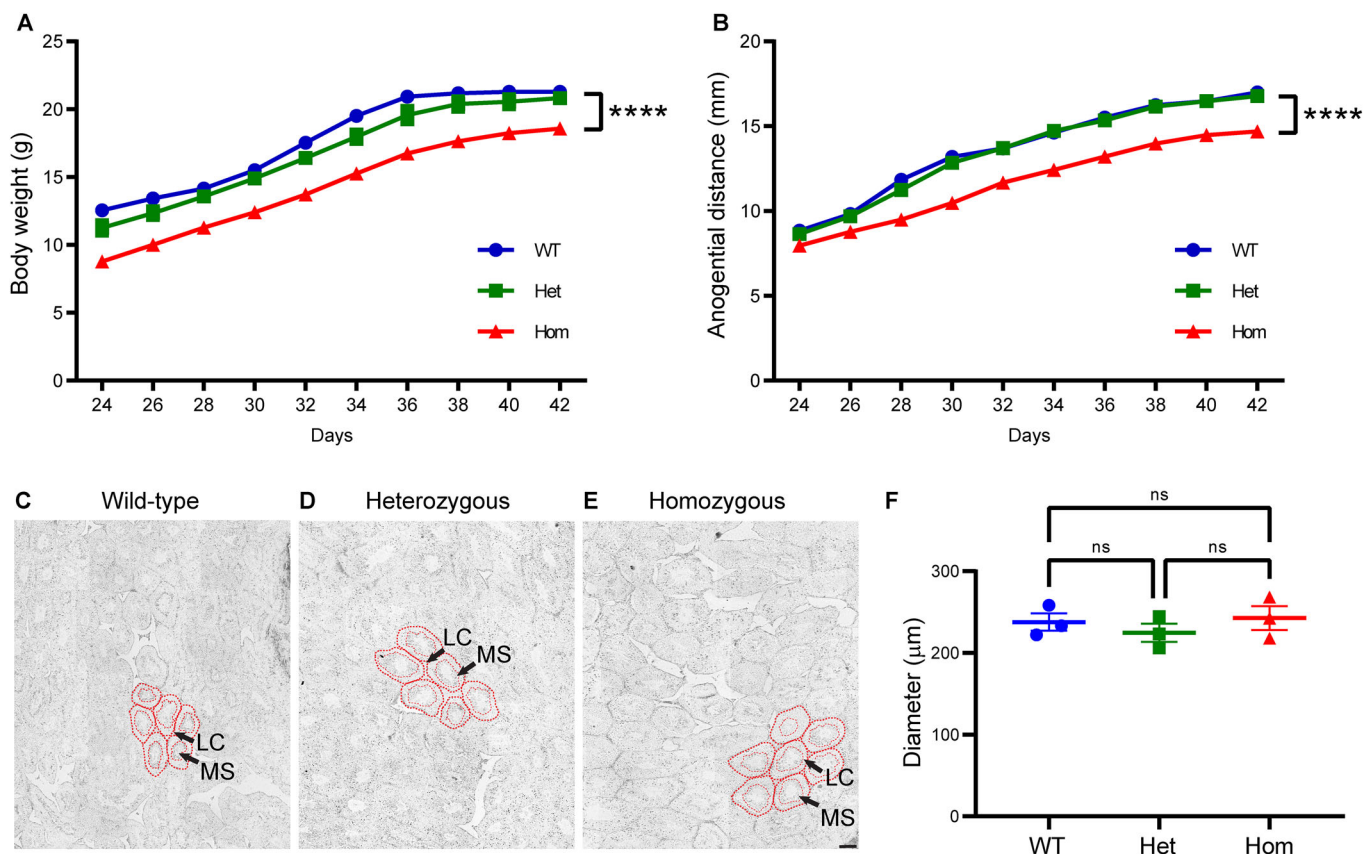 A
Body weight (g)
25
20
15
10
5
0
24 26 28 30 32 34 36 38 40 42
Days
WT
Het
Hom
****
B
Anogential distance (mm)
20
15
10
5
0
24 26 28 30 32 34 36 38 40 42
Days
WT
Het
Hom
****
C Wild-type
LC
MS
D Heterozygous
LC
MS
E Homozygous
LC
MS
F
ns
ns ns
Diameter (μm)
300
200
100
0
WT Het Hom